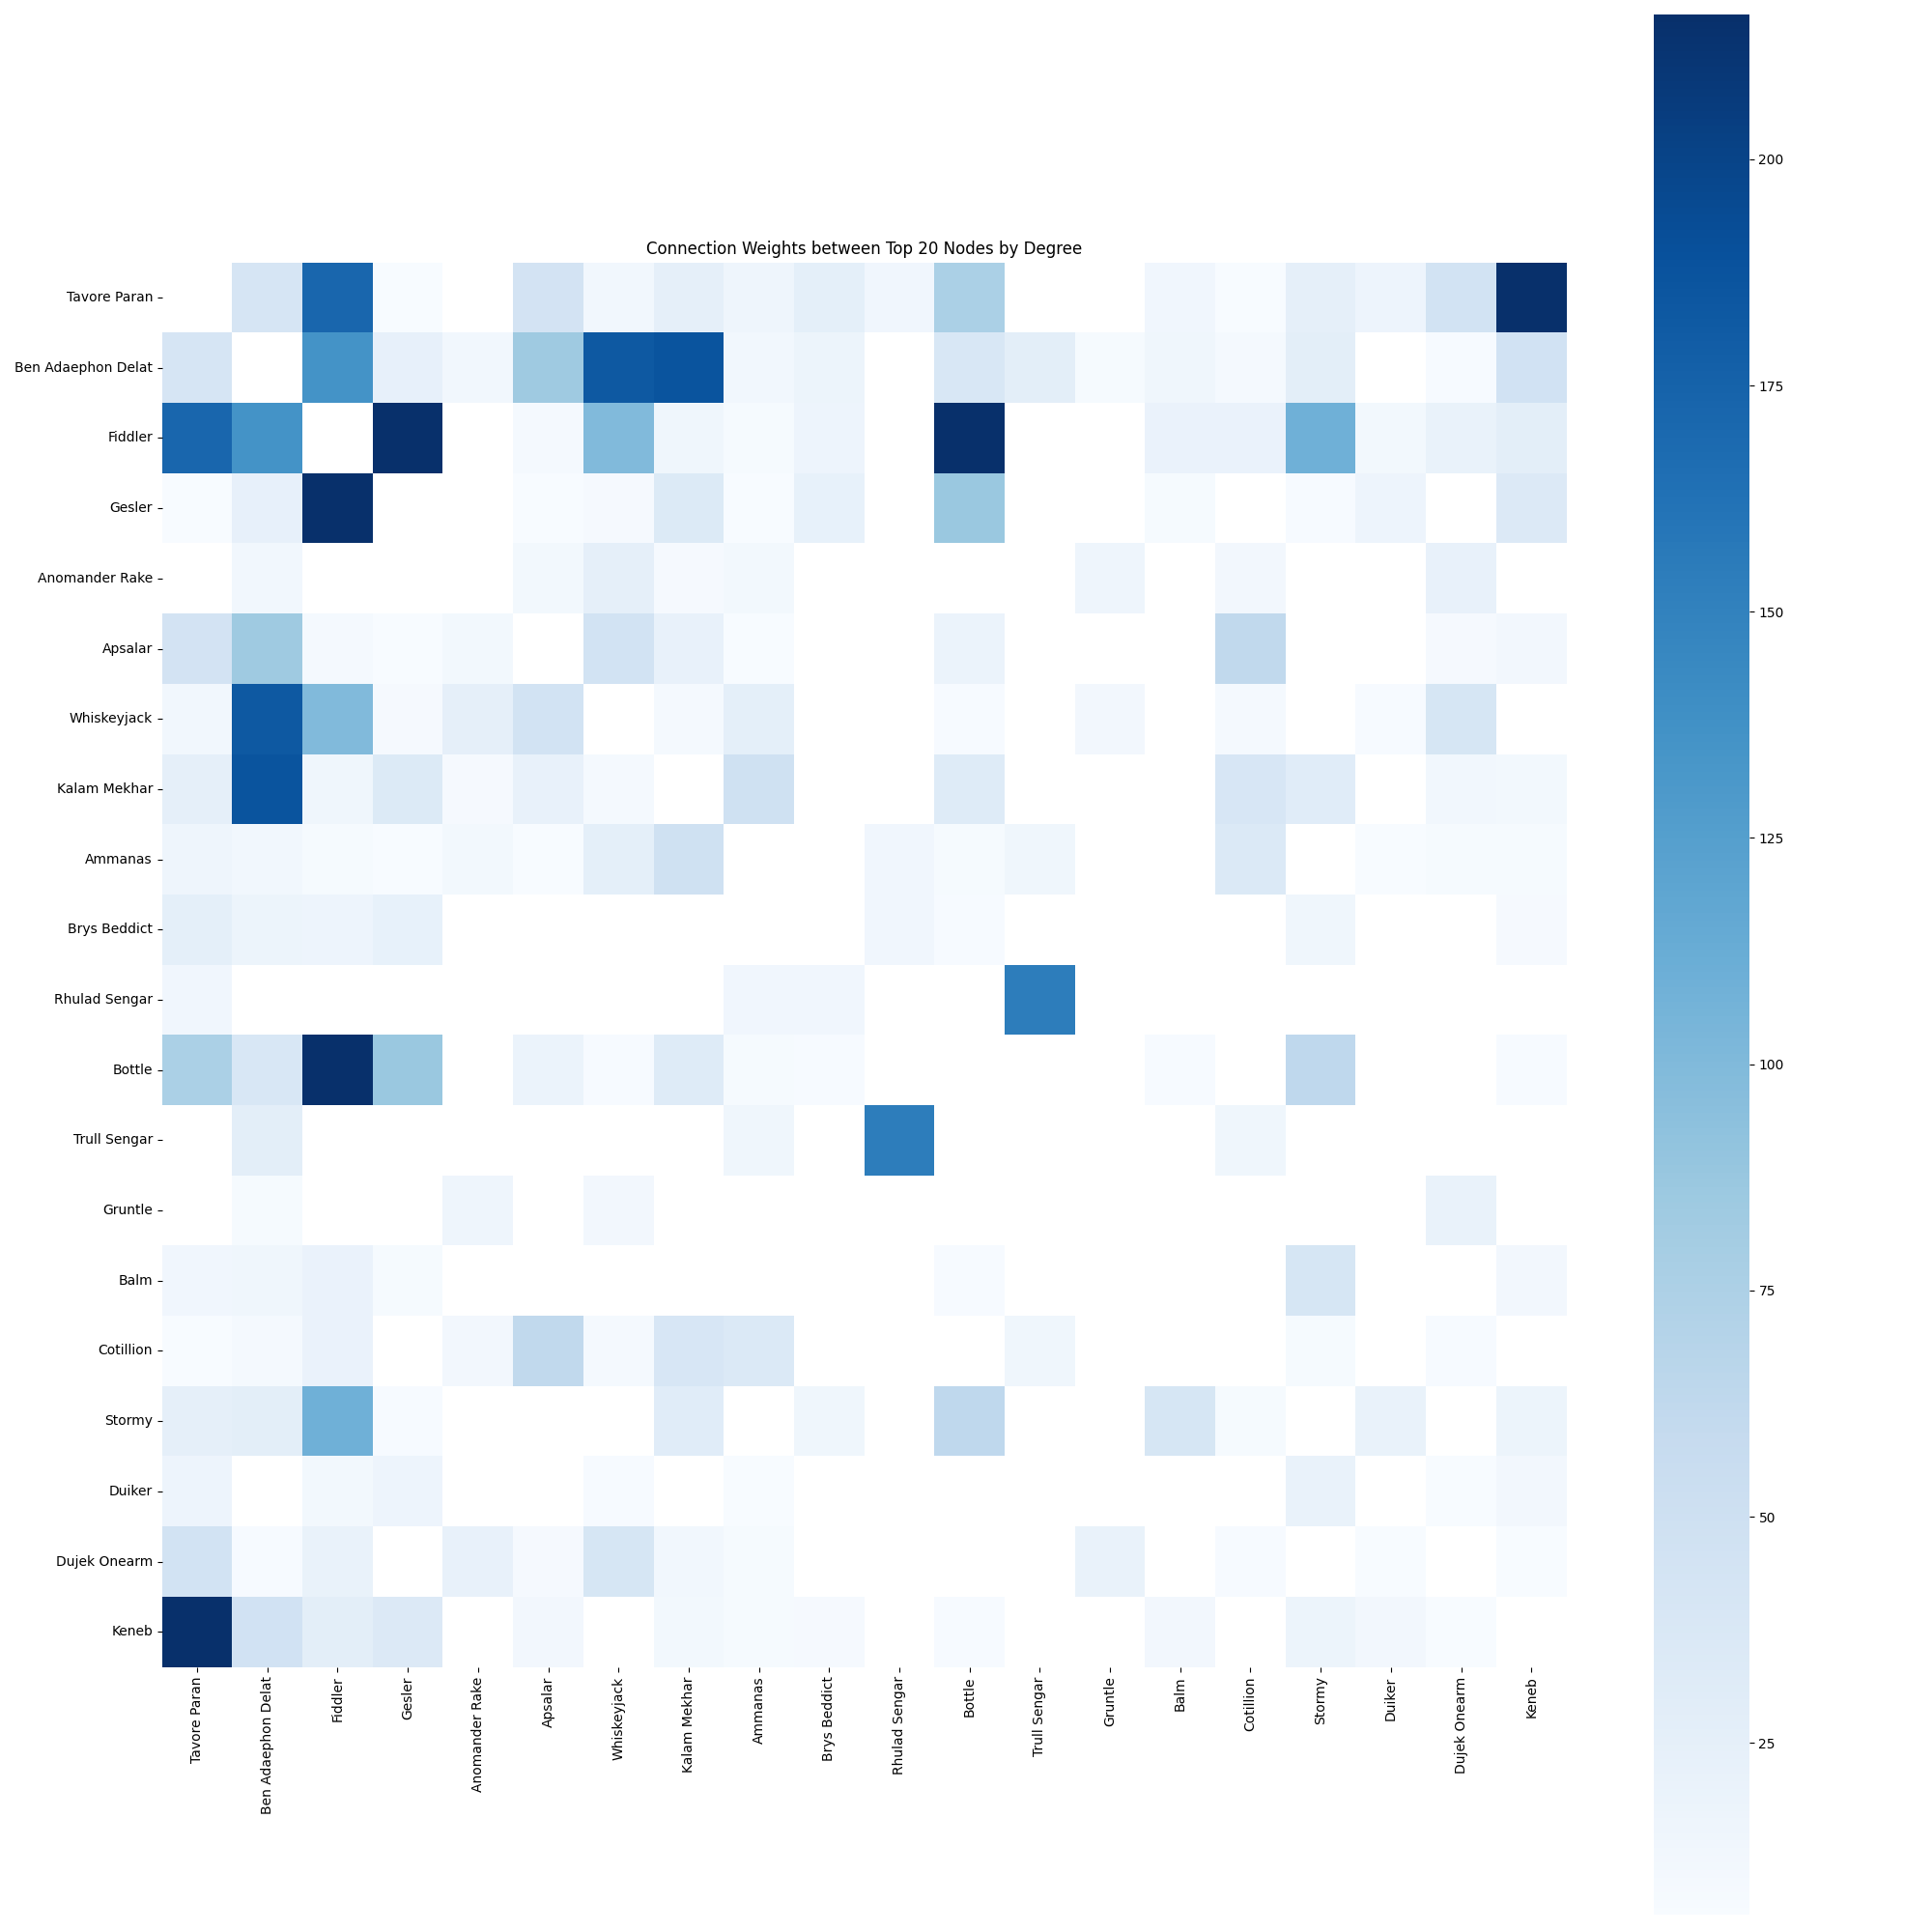 Connection Weights between Top 20 Nodes by Degree
Tavore Paran
Ben Adaephon Delat
Fiddler
Gesler
Anomander Rake
Apsalar
Whiskeyjack
Kalam Mekhar
Ammanas
Brys Beddict
Rhulad Sengar
Bottle
Trull Sengar
Gruntle
Balm
Cotillion
Stormy
Duiker
Dujek Onearm
Keneb
Tavore Paran
Ben Adaephon Delat
Fiddler
Gesler
Anomander Rake
Apsalar
Whiskeyjack
Kalam Mekhar
Ammanas
Brys Beddict
Rhulad Sengar
Bottle
Trull Sengar
Gruntle
Balm
Cotillion
Stormy
Duiker
Dujek Onearm
Keneb
200
175
150
125
100
75
50
25